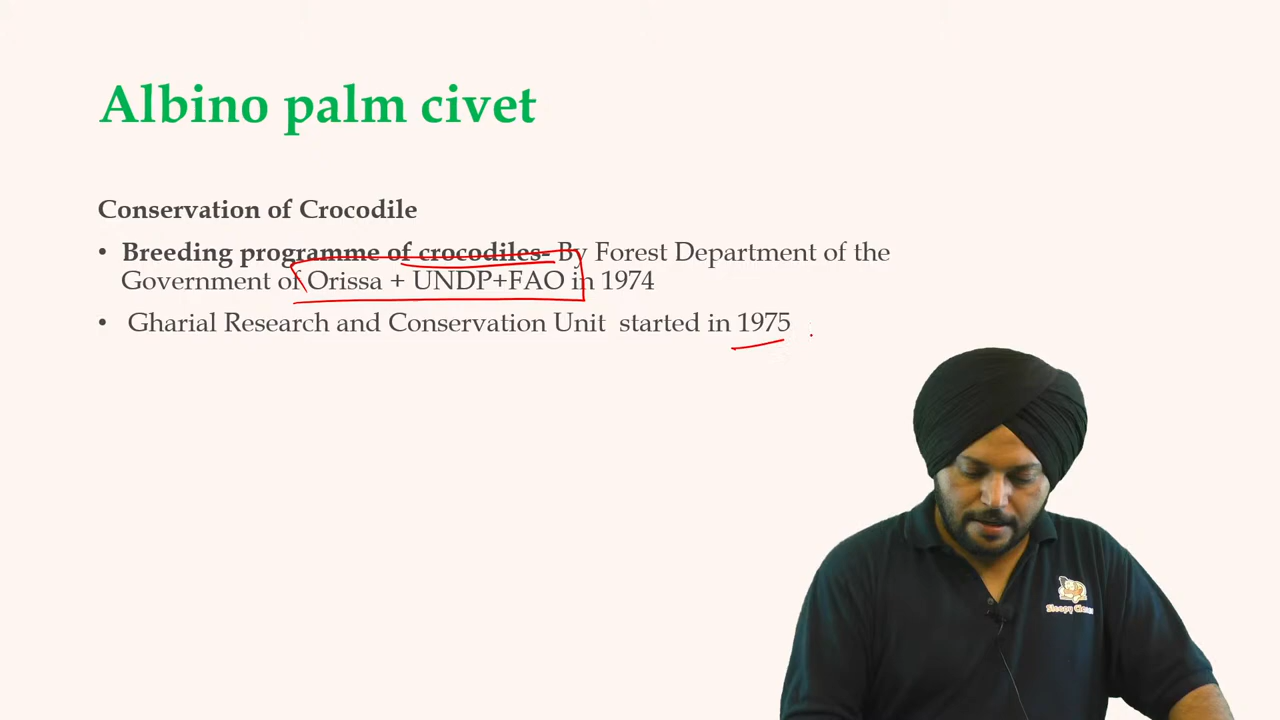 Albino palm civet
Conservation of Crocodile
• Breeding programme of crocodiles- By Forest Department of the
Government of Orissa + UNDP+FAO in 1974
• Gharial Research and Conservation Unit started in 1975
Sleepy